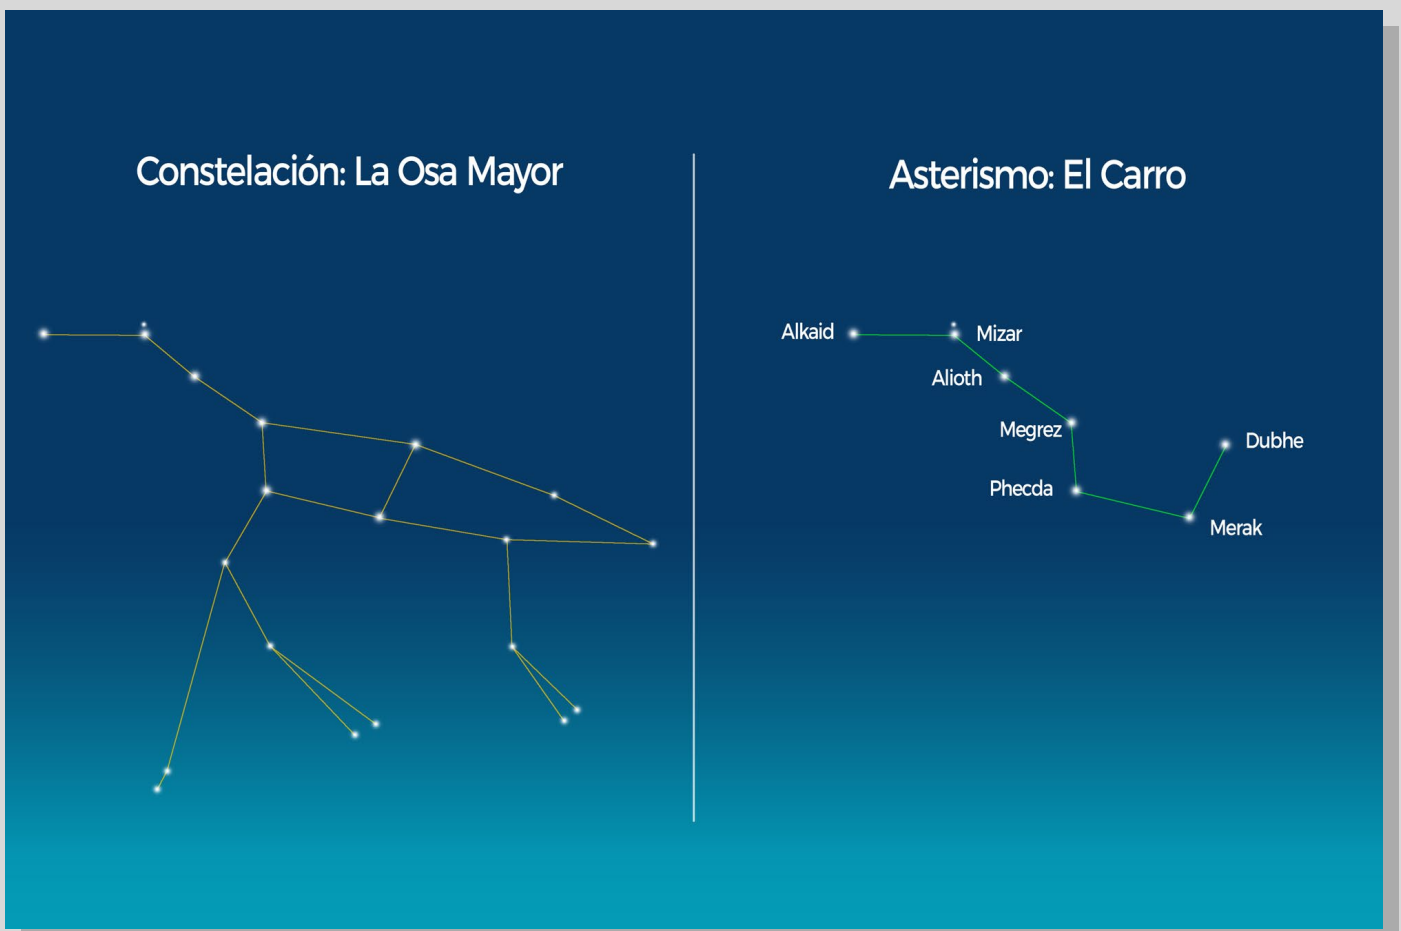 Constelación: La Osa Mayor
Asterismo: El Carro
Alkaid
Mizar
Alioth
Megrez
Dubhe
Phecda
Merak